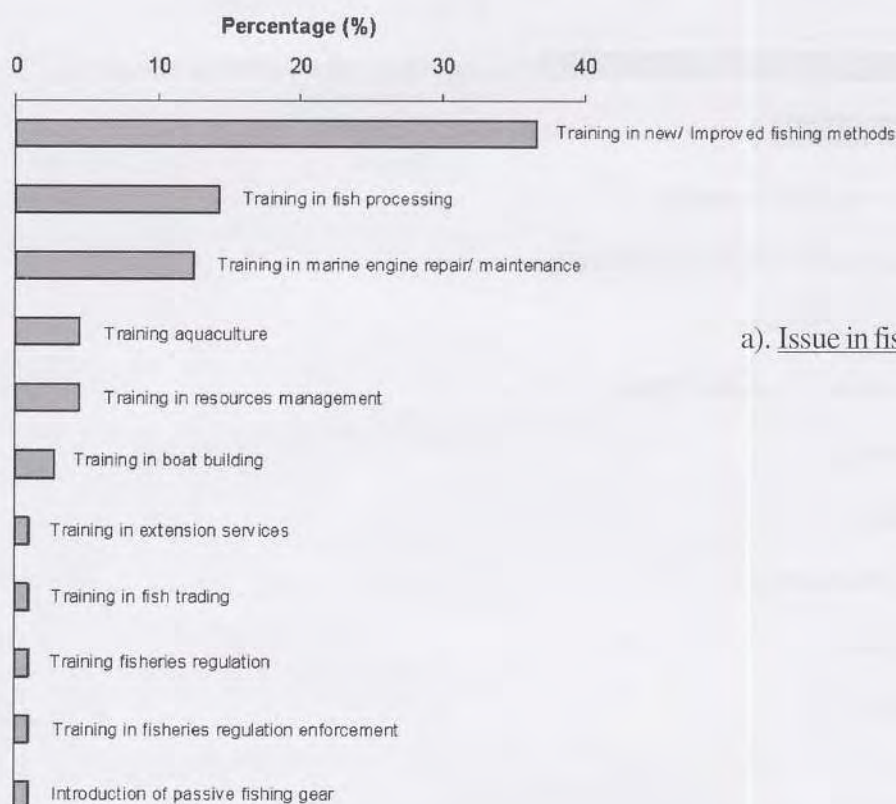 Percentage (%)
0 10 20 30 40
Training in new/ Improved fishing methods
Training in fish processing
Training in marine engine repair/ maintenance
Training aquaculture
a). Issue in
Training in resources management
Training in boat building
Training in extension services
Training in fish trading
Training fisheries regulation
Training in fisheries regulation enforcement
Introduction of passive fishing gear